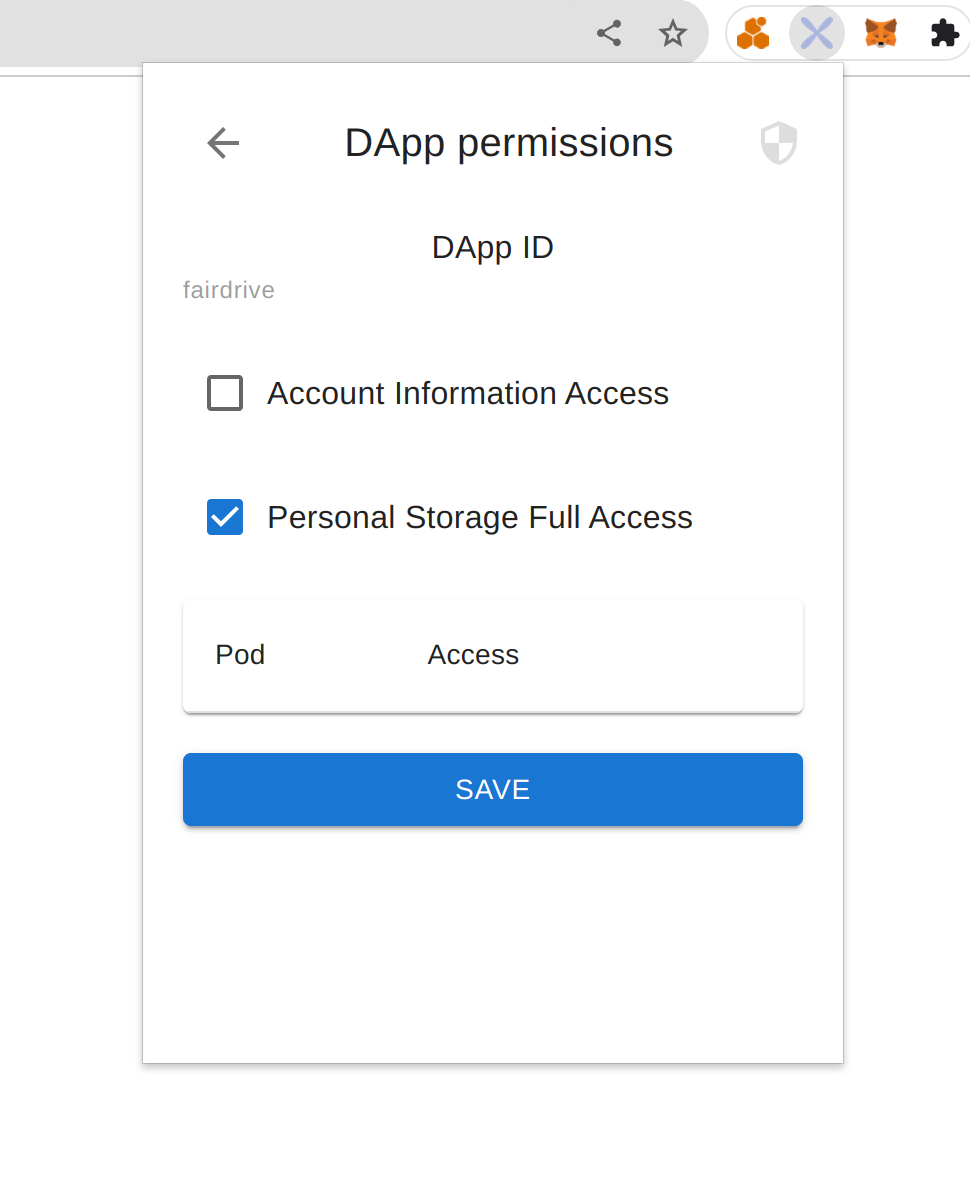 DApp permissions
DApp ID
fairdrive
Account Information Access
Personal Storage Full Access
Pod Access
SAVE